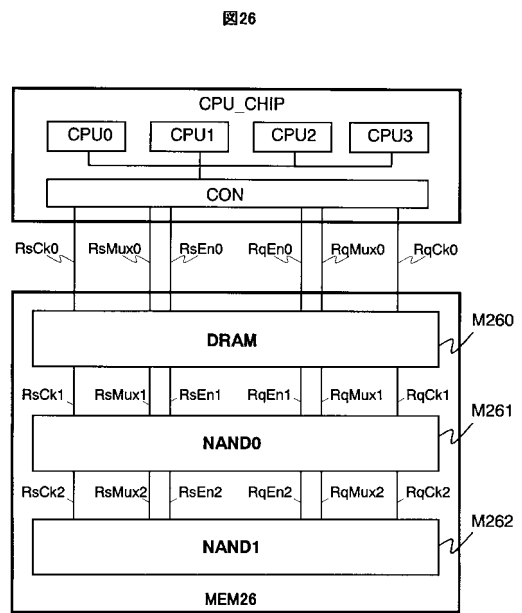 図26
CPU_CHIP
CPU0 CPU1 CPU2 CPU3
CON
RsCk0 RsMux0 RsEn0 RqEn0 RqMux0 RqCk0
DRAM
M260
RsCk1 RsMux1 RsEn1 RqEn1 RqMux1 RqCk1
M261
NAND0
RsCk2 RsMux2 RsEn2 RqEn2 RqMux2 RqCk2
M262
NAND1
MEM26